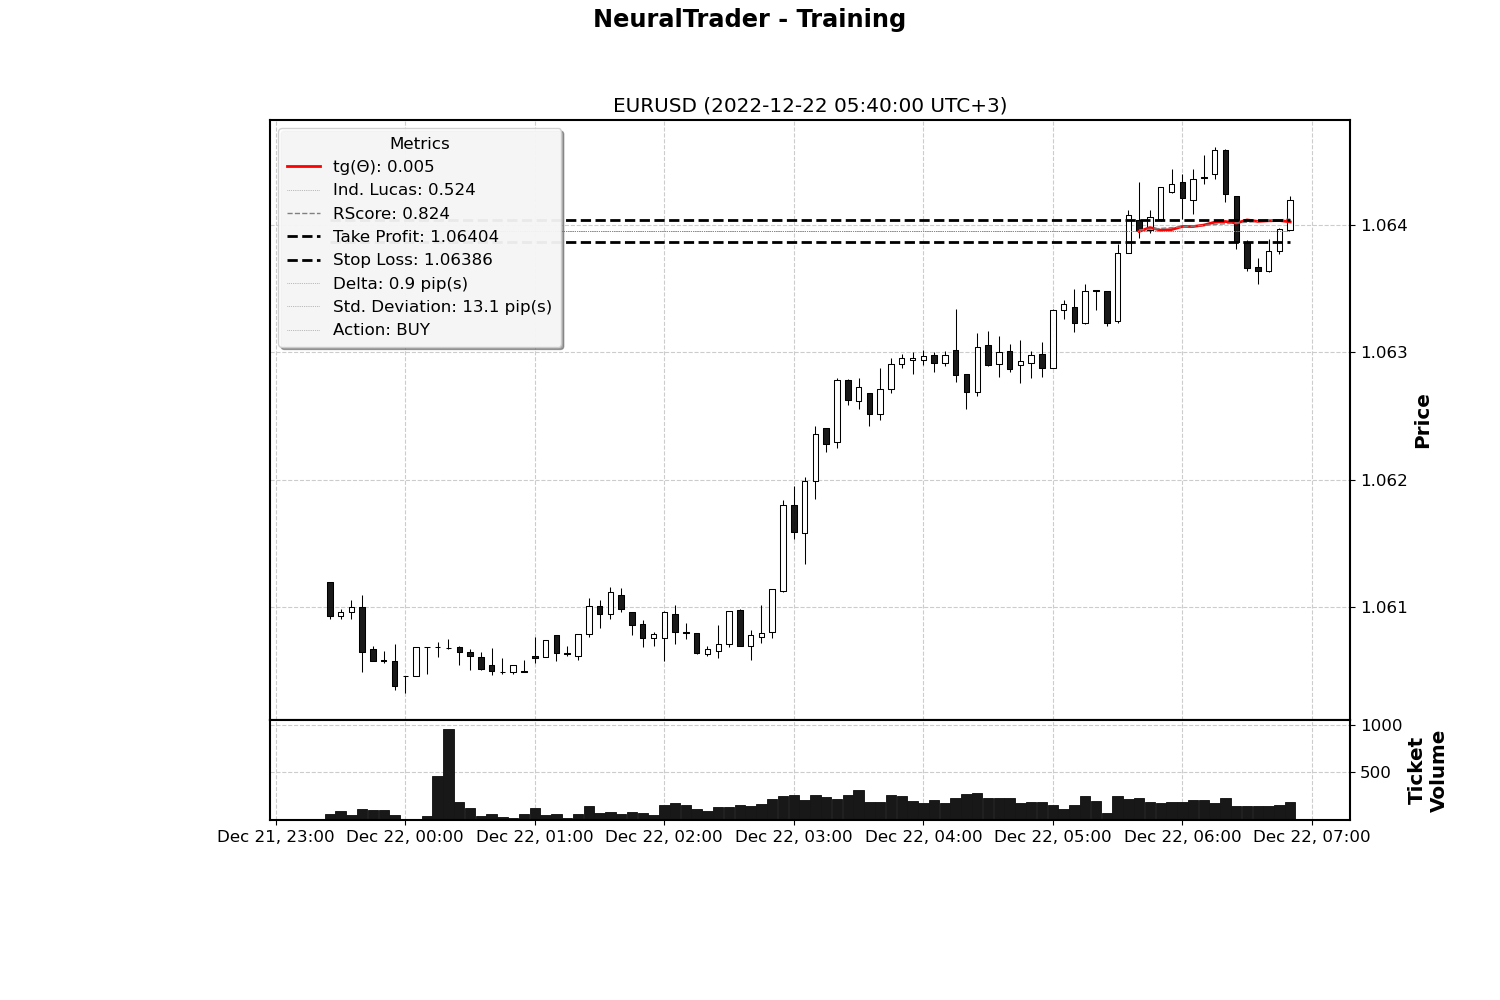 NeuralTrader - Training
EURUSD (2022-12-22 05:40:00 UTC+3)
Metrics
tg(Θ): 0.005
Ind. Lucas: 0.524
RScore: 0.824
Take Profit: 1.06404
Stop Loss: 1.06386
Delta: 0.9 pip(s)
Std. Deviation: 13.1 pip(s)
Action: BUY
1.064
1.063
1.062
1.061
Price
1000
500
Ticket
Volume
Dec 21, 23:00
Dec 22, 00:00
Dec 22, 01:00
Dec 22, 02:00
Dec 22, 03:00
Dec 22, 04:00
Dec 22, 05:00
Dec 22, 06:00
Dec 22, 07:00